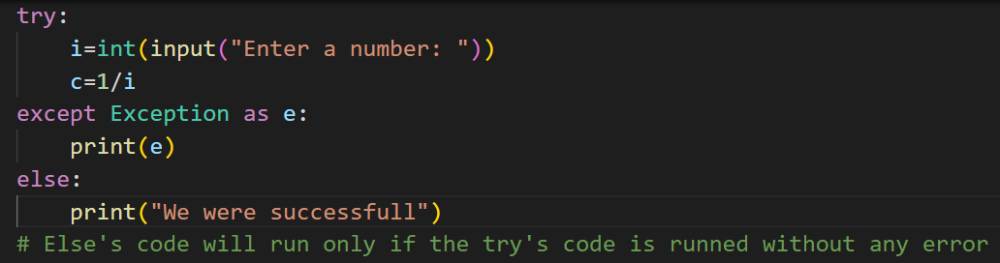 try:
    i=int(input("Enter a number: "))
    c=1/i
except Exception as e:
    print(e)
else:
    print("We were successfull")
# Else's code will run only if the try's code is runned without any error